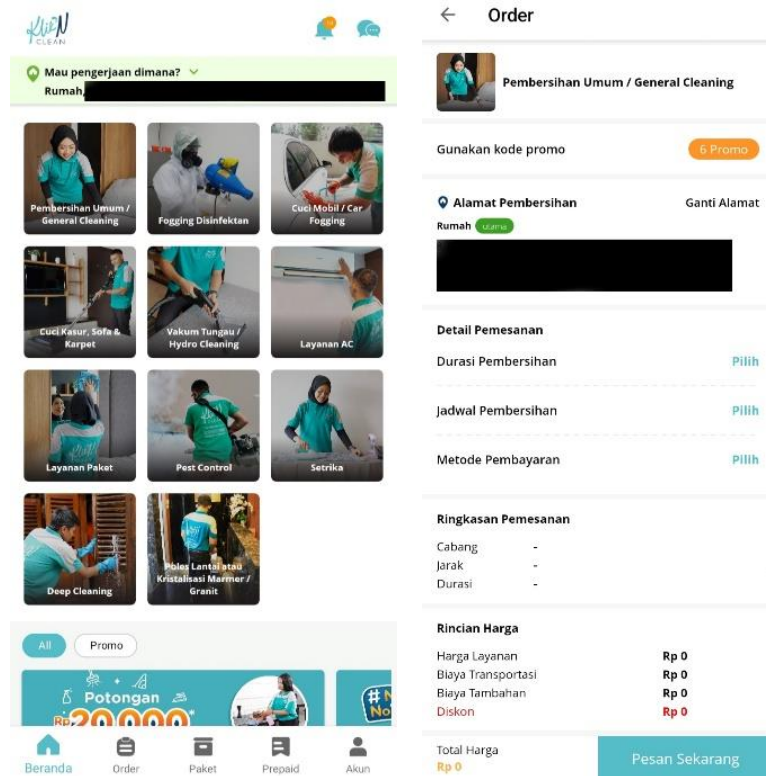 KlieN
CLEAN
Mau pengerjaan dimana?
Rumah,
Pembersihan Umum /
General Cleaning
Fogging Disinfektan
Cuci Mobil / Car
Fogging
Cuci Kasur, Sofa &
Karpet
Vakum Tungau /
Hydro Cleaning
Layanan AC
Layanan Paket
Pest Control
Setrika
Deep Cleaning
Poles Lantai atau
Kristalisasi Marmer /
Granit
All
Promo
Potongan
Rp20.000*
Beranda
Order
Paket
Prepaid
Akun
Order
Pembersihan Umum / General Cleaning
Gunakan kode promo
6 Promo
Alamat Pembersihan
Ganti Alamat
Rumah utama
Detail Pemesanan
Durasi Pembersihan
Pilih
Jadwal Pembersihan
Pilih
Metode Pembayaran
Pilih
Ringkasan Pemesanan
Cabang -
Jarak -
Durasi -
Rincian Harga
Harga Layanan Rp 0
Biaya Transportasi Rp 0
Biaya Tambahan Rp 0
Diskon Rp 0
Total Harga
Rp 0
Pesan Sekarang